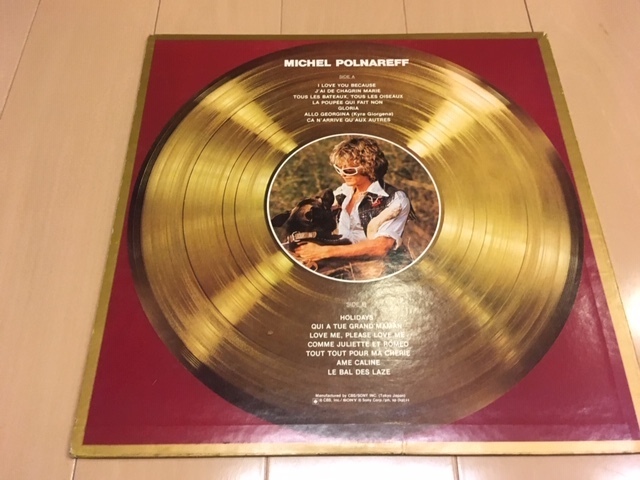 MICHEL POLNAREFF
SIDE A
I LOVE YOU BECAUSE
J'AI DE CHAGRIN MARIE
TOUS LES BATEAUX, TOUS LES OISEAUX
LA POUPÉE QUI FAIT NON
GLORIA
ALLO GEORGINA (Kyra Giorgena)
CA N'ARRIVE QU'AUX AUTRES
SIDE B
HOLIDAYS
QUI A TUE GRAND MAMAN
LOVE ME, PLEASE LOVE ME
COMME JULIETTE ET ROMEO
TOUT TOUT POUR MA CHERIE
AME CALINE
LE BAL DES LAZE
Manufactured by CBS/SONY INC. (Tokyo Japan)